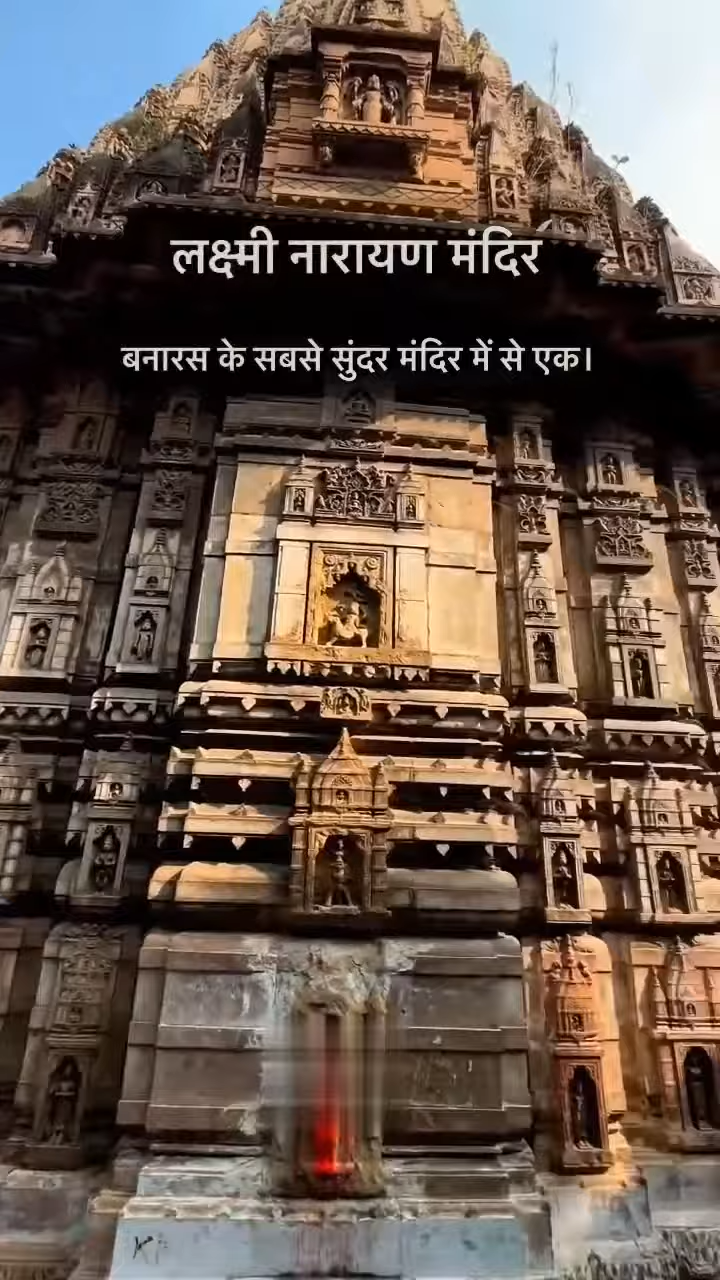 लक्ष्मी नारायण मंदिर
बनारस के सबसे सुंदर मंदिर में से एक।